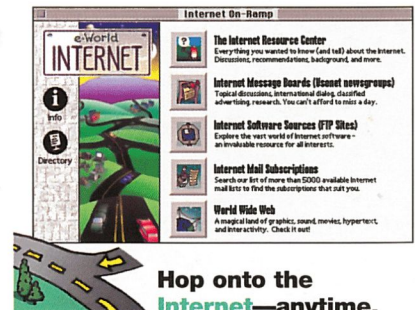 Internet On-Ramp
e•World
INTERNET
Info
Directory
The Internet Resource Center
Everything you wanted to know (and tell) about the Internet.
Discussions, recommendations, background, and more.
Internet Message Boards (Usenet newsgroups)
Topical discussions, international dialog, classified
advertising, research. You can't afford to miss a day.
Internet Software Sources (FTP Sites)
Explore the vast world of Internet software-
an invaluable resource for all interests.
Internet Mail Subscriptions
Search our list of more than 5000 available Internet
mail lists to find the subscriptions that suit you.
World Wide Web
A magical land of graphics, sound, movies, hypertext,
and interactivity. Check it out!
Hop onto the
Internet—anytime.